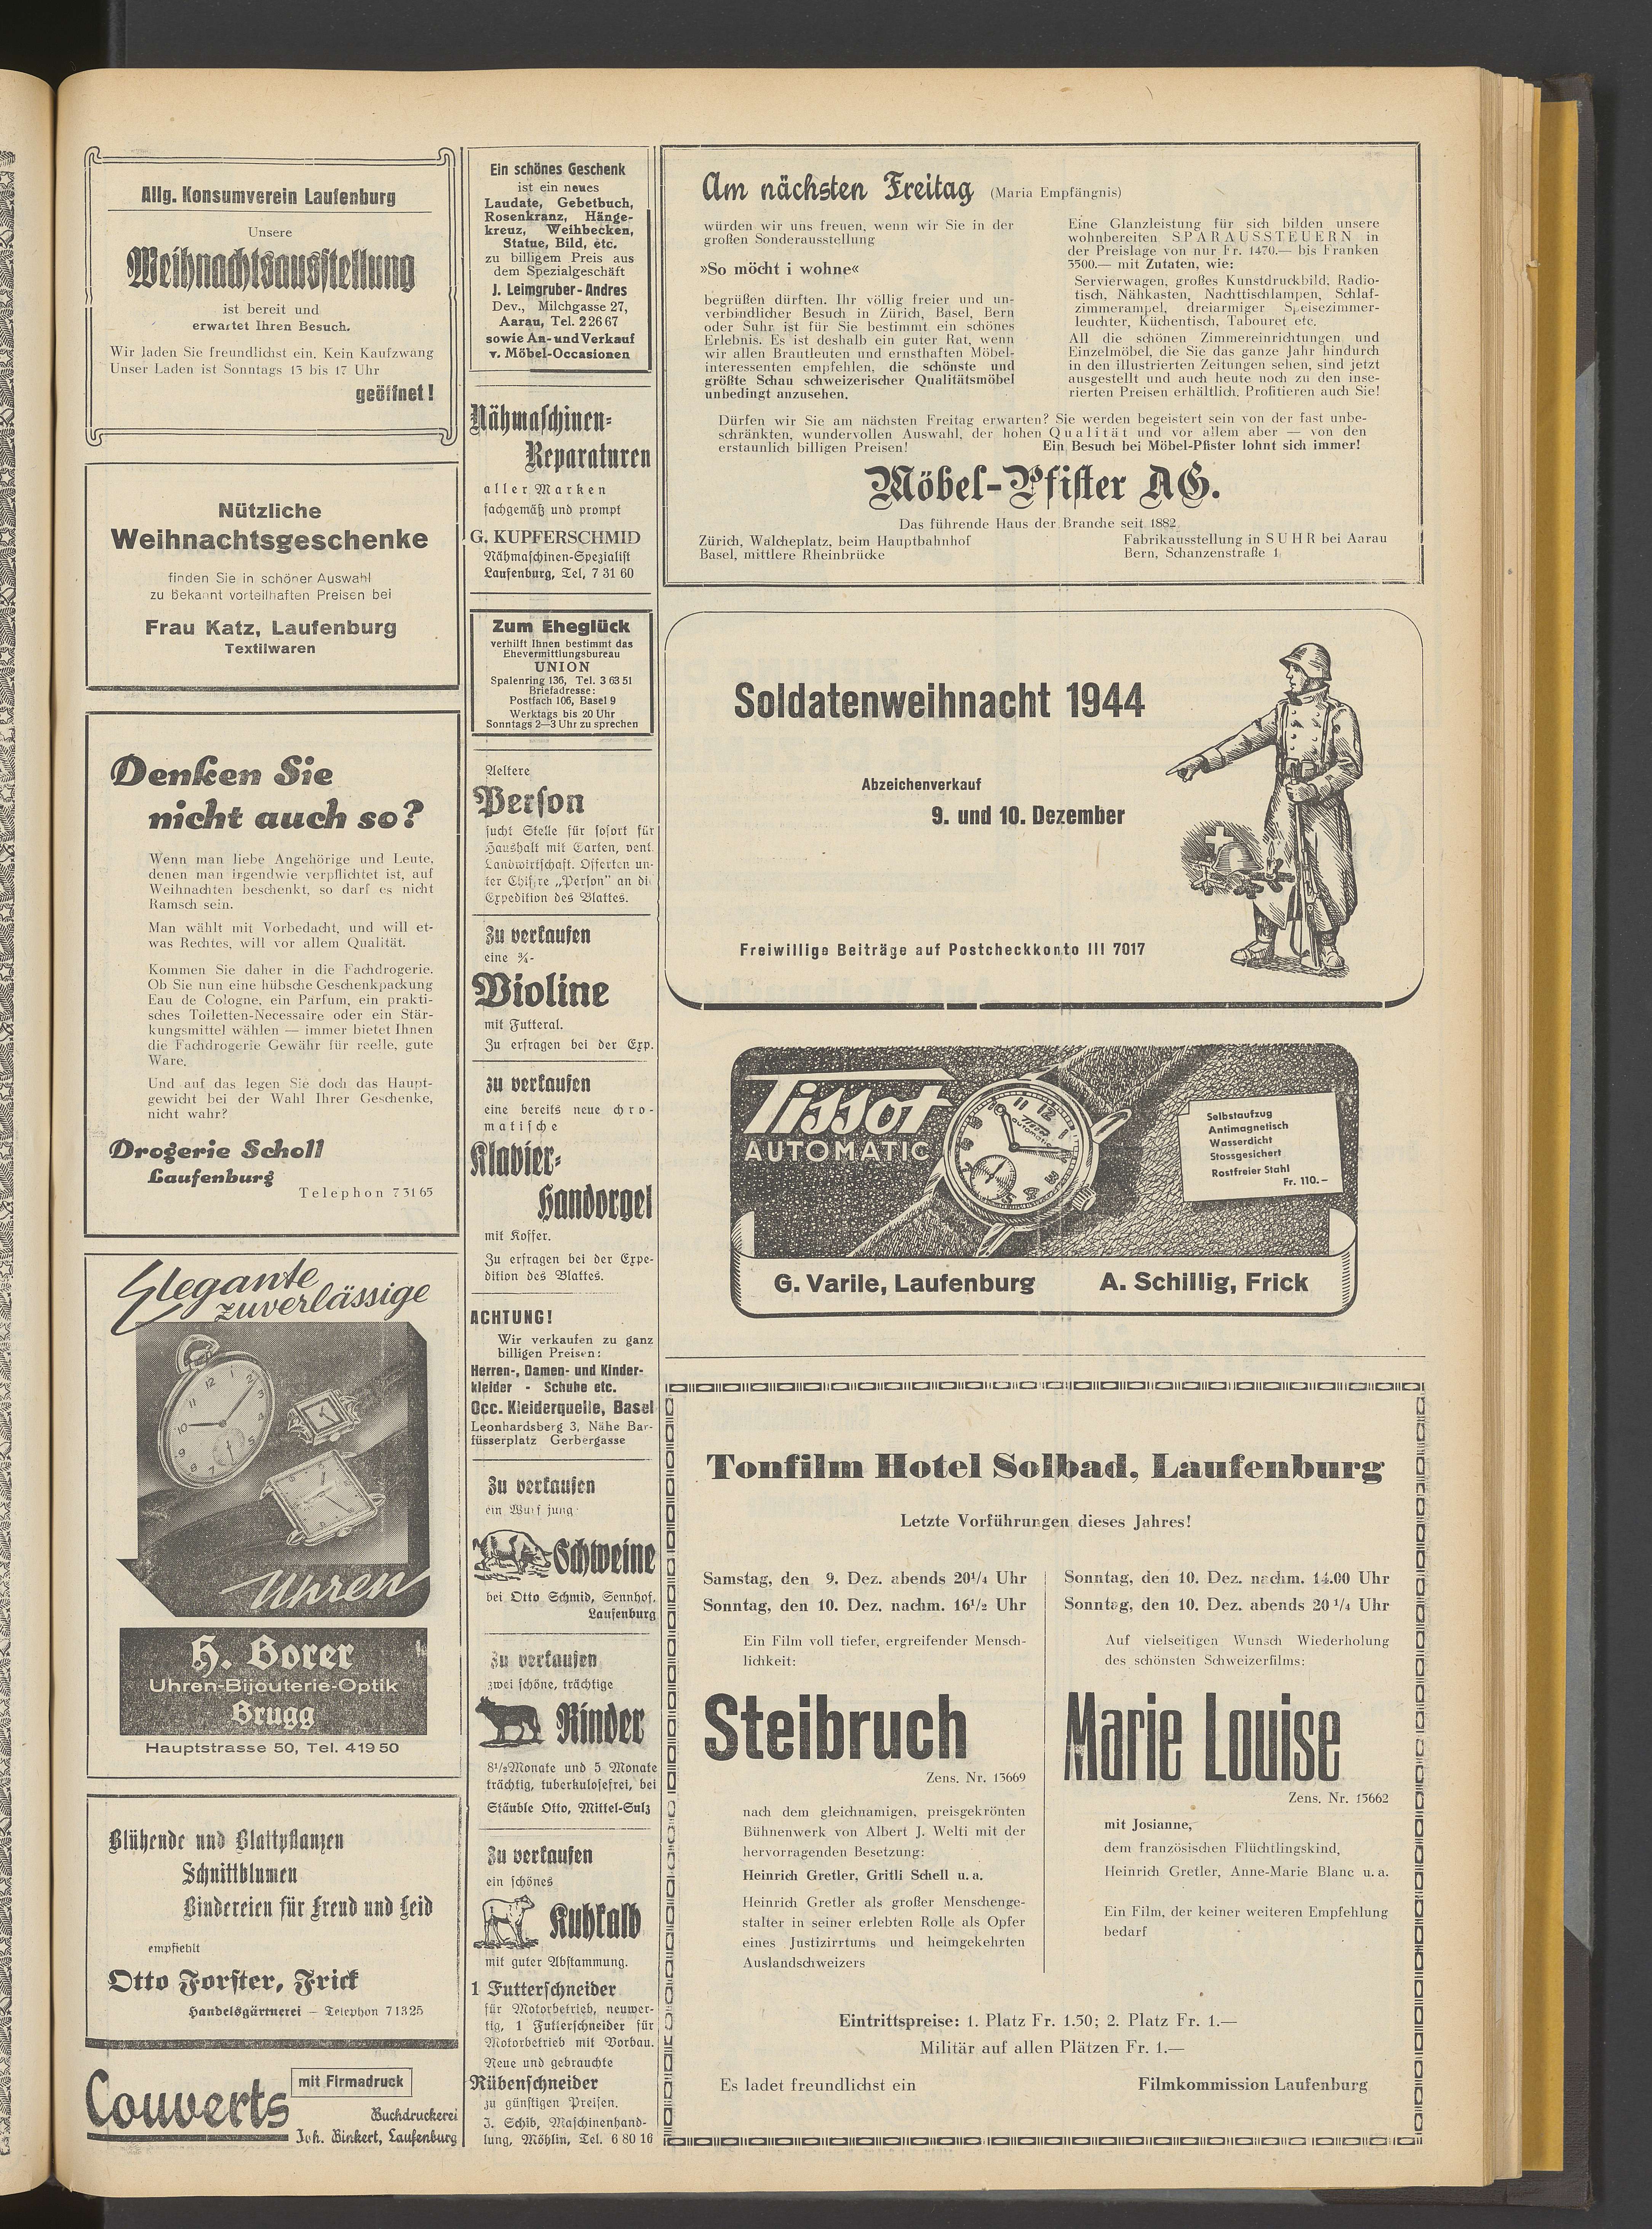 Allg. Konsumverein Laufenburg
Unsere
Weihnachtsausstellung
ist bereit und
erwartet Ihren Besuch.
Wir laden Sie freundlichst ein. Kein Kaufzwang
Unser Laden ist Sonntags 13 bis 17 Uhr
geöffnet!
Nützliche
Weihnachtsgeschenke
finden Sie in schöner Auswahl
zu bekannt vorteilhaften Preisen bei
Frau Katz, Laufenburg
Textilwaren
Denken Sie
nicht auch so?
Wenn man liebe Angehörige und Leute,
denen man irgendwie verpflichtet ist, auf
Weihnachten beschenkt, so darf es nicht
Ramsch sein.
Man wählt mit Vorbedacht, und will et-
was Rechtes, will vor allem Qualität.
Kommen Sie daher in die Fachdrogerie.
Ob Sie nun eine hübsche Geschenkpackung
Eau de Cologne, ein Parfum, ein prakti-
sches Toiletten-Necessaire oder ein Stär-
kungsmittel wählen — immer bietet Ihnen
die Fachdrogerie Gewähr für reelle, gute
Ware.
Und auf das legen Sie doch das Haupt-
gewicht bei der Wahl Ihrer Geschenke,
nicht wahr?
Drogerie Scholl
Laufenburg
Telephon 7 31 65
Elegante
zuverlässige
Uhren
H. Borer
Uhren-Bijouterie-Optik
Brugg
Hauptstrasse 50, Tel. 4 19 50
Blühende und Blattpflanzen
Schnittblumen
Bindereien für Freud und Leid
empfiehlt
Otto Forster, Frick
Handelsgärtnerei — Telephon 7 13 25
Couverts
mit Firmadruck
Buchdruckerei
Joh. Binkert, Laufenburg
Ein schönes Geschenk
ist ein neues
Laudate, Gebetbuch,
Rosenkranz, Hänge-
kreuz, Weihbecken,
Statue, Bild, etc.
zu billigem Preis aus
dem Spezialgeschäft
J. Leimgruber-Andres
Dev., Milchgasse 27,
Aarau, Tel. 2 26 67
sowie An- und Verkauf
v. Möbel-Occasionen
Nähmaschinen-
Reparaturen
aller Marken
fachgemäß und prompt
G. KUPFERSCHMID
Nähmaschinen-Spezialist
Laufenburg, Tel. 7 31 60
Zum Eheglück
verhilft Ihnen bestimmt das
Ehevermittlungsbureau
UNION
Spalenring 136, Tel. 3 63 51
Briefadresse:
Postfach 106, Basel 9
Werktags bis 20 Uhr
Sonntags 2—3 Uhr zu sprechen
Aeltere
Person
sucht Stelle für sofort für
Haushalt mit Garten, vent.
Landwirtschaft. Offerten un-
ter Chiffre „Person" an di
Expedition des Blattes.
Zu verkaufen
eine ¾-
Violine
mit Futteral.
Zu erfragen bei der Exp.
Zu verkaufen
eine bereits neue chro-
matische
Klavier-
Handorgel
mit Koffer.
Zu erfragen bei der Expe-
dition des Blattes.
ACHTUNG!
Wir verkaufen zu ganz
billigen Preisen:
Herren-, Damen- und Kinder-
kleider - Schuhe etc.
Occ. Kleiderquelle, Basel
Leonhardsberg 3, Nähe Bar-
füsserplatz Gerbergasse
Zu verkaufen
ein Wurf jung
Schweine
bei Otto Schmid, Sennhof,
Laufenburg
Zu verkaufen
zwei schöne, trächtige
Rinder
8½ Monate und 5 Monate
trächtig, tuberkulosefrei, bei
Stäuble Otto, Mittel-Sulz
Zu verkaufen
ein schönes
Kuhkalb
mit guter Abstammung.
1 Futterschneider
für Motorbetrieb, neuwer-
tig, 1 Futterschneider für
Motorbetrieb mit Vorbau.
Neue und gebrauchte
Rübenschneider
zu günstigen Preisen.
J. Schib, Maschinenhand-
lung, Möhlin, Tel. 6 80 16
Am nächsten Freitag (Maria Empfängnis)
würden wir uns freuen, wenn wir Sie in der
großen Sonderausstellung
»So möcht i wohne«
begrüßen dürften. Ihr völlig freier und un-
verbindlicher Besuch in Zürich, Basel, Bern
oder Suhr ist für Sie bestimmt ein schönes
Erlebnis. Es ist deshalb ein guter Rat, wenn
wir allen Brautleuten und ernsthaften Möbel-
interessenten empfehlen, die schönste und
größte Schau schweizerischer Qualitätsmöbel
unbedingt anzusehen.
Eine Glanzleistung für sich bilden unsere
wohnbereiten SPARAUSSTEUERN in
der Preislage von nur Fr. 1470.— bis Franken
3500.— mit Zutaten, wie:
Servierwagen, großes Kunstdruckbild, Radio-
tisch, Nähkasten, Nachttischlampen, Schlaf-
zimmerampel, dreiarmiger Speisezimmer-
leuchter, Küchentisch, Tabouret etc.
All die schönen Zimmereinrichtungen und
Einzelmöbel, die Sie das ganze Jahr hindurch
in den illustrierten Zeitungen sehen, sind jetzt
ausgestellt und auch heute noch zu den inse-
rierten Preisen erhältlich. Profitieren auch Sie!
Dürfen wir Sie am nächsten Freitag erwarten? Sie werden begeistert sein von der fast unbe-
schränkten, wundervollen Auswahl, der hohen Qualität und vor allem aber — von den
erstaunlich billigen Preisen! Ein Besuch bei Möbel-Pfister lohnt sich immer!
Möbel-Pfister AG.
Das führende Haus der Branche seit 1882
Zürich, Walcheplatz, beim Hauptbahnhof
Basel, mittlere Rheinbrücke
Fabrikausstellung in SUHR bei Aarau
Bern, Schanzenstraße 1
Soldatenweihnacht 1944
Abzeichenverkauf
9. und 10. Dezember
Freiwillige Beiträge auf Postcheckkonto III 7017
Tissot
AUTOMATIC
Selbstaufzug
Antimagnetisch
Wasserdicht
Stossgesichert
Rostfreier Stahl
Fr. 110.–
G. Varile, Laufenburg A. Schillig, Frick
Tonfilm Hotel Solbad, Laufenburg
Letzte Vorführungen dieses Jahres!
Samstag, den 9. Dez. abends 20¼ Uhr
Sonntag, den 10. Dez. nachm. 16½ Uhr
Ein Film voll tiefer, ergreifender Mensch-
lichkeit:
Steibruch
Zens. Nr. 13669
nach dem gleichnamigen, preisgekrönten
Bühnenwerk von Albert J. Welti mit der
hervorragenden Besetzung:
Heinrich Gretler, Gritli Schell u. a.
Heinrich Gretler als großer Menschenge-
stalter in seiner erlebten Rolle als Opfer
eines Justizirrtums und heimgekehrten
Auslandschweizers
Sonntag, den 10. Dez. nachm. 14.00 Uhr
Sonntag, den 10. Dez. abends 20 ¼ Uhr
Auf vielseitigen Wunsch Wiederholung
des schönsten Schweizerfilms:
Marie Louise
Zens. Nr. 13662
mit Josianne,
dem französischen Flüchtlingskind,
Heinrich Gretler, Anne-Marie Blanc u. a.
Ein Film, der keiner weiteren Empfehlung
bedarf
Eintrittspreise: 1. Platz Fr. 1.50; 2. Platz Fr. 1.—
Militär auf allen Plätzen Fr. 1.—
Es ladet freundlichst ein
Filmkommission Laufenburg